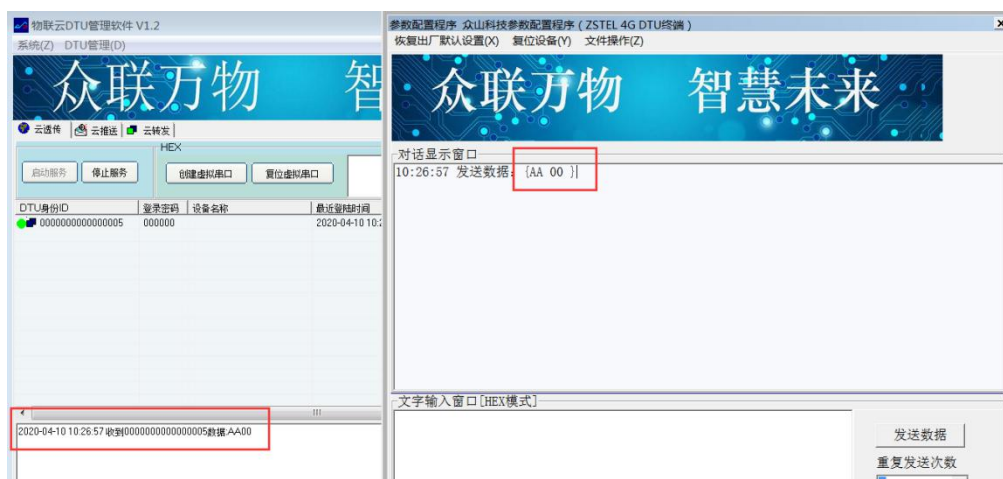 物联云DTU管理软件 V1.2
系统(Z) DTU管理(D)
众联万物 智
云透传 云推送 云转发
HEX
启动服务 停止服务 创建虚拟串口 复位虚拟串口
DTU身份ID 登录密码 设备名称 最近登陆时间
0000000000000005 000000 2020-04-10 10:2
2020-04-10 10:26:57 收到0000000000000005数据:AA00
参数配置程序 众山科技参数配置程序 ( ZSTEL 4G DTU终端 )
恢复出厂默认设置(X) 复位设备(Y) 文件操作(Z)
众联万物 智慧未来
对话显示窗口
10:26:57 发送数据: {AA 00 }
文字输入窗口[HEX模式]
发送数据
重复发送次数